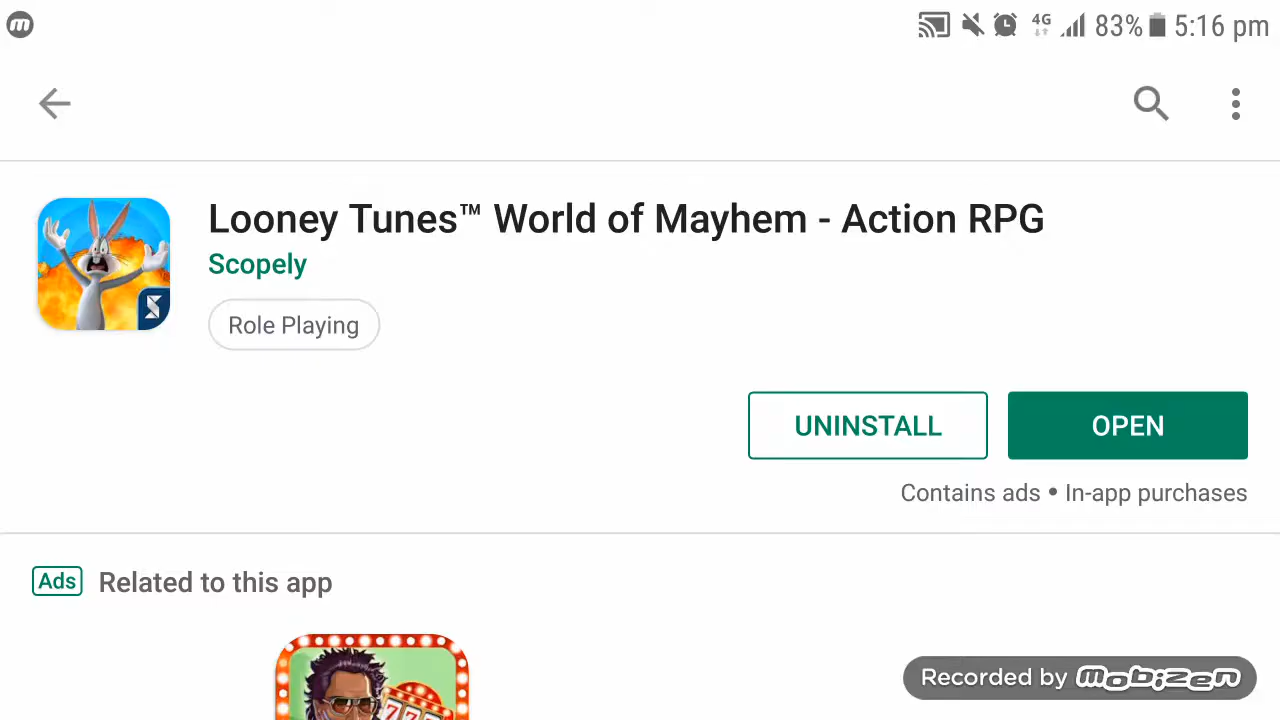 4G 83% 5:16 pm
Looney Tunes™ World of Mayhem - Action RPG
Scopely
Role Playing
UNINSTALL OPEN
Contains ads • In-app purchases
Ads Related to this app
777
Recorded by mobizen